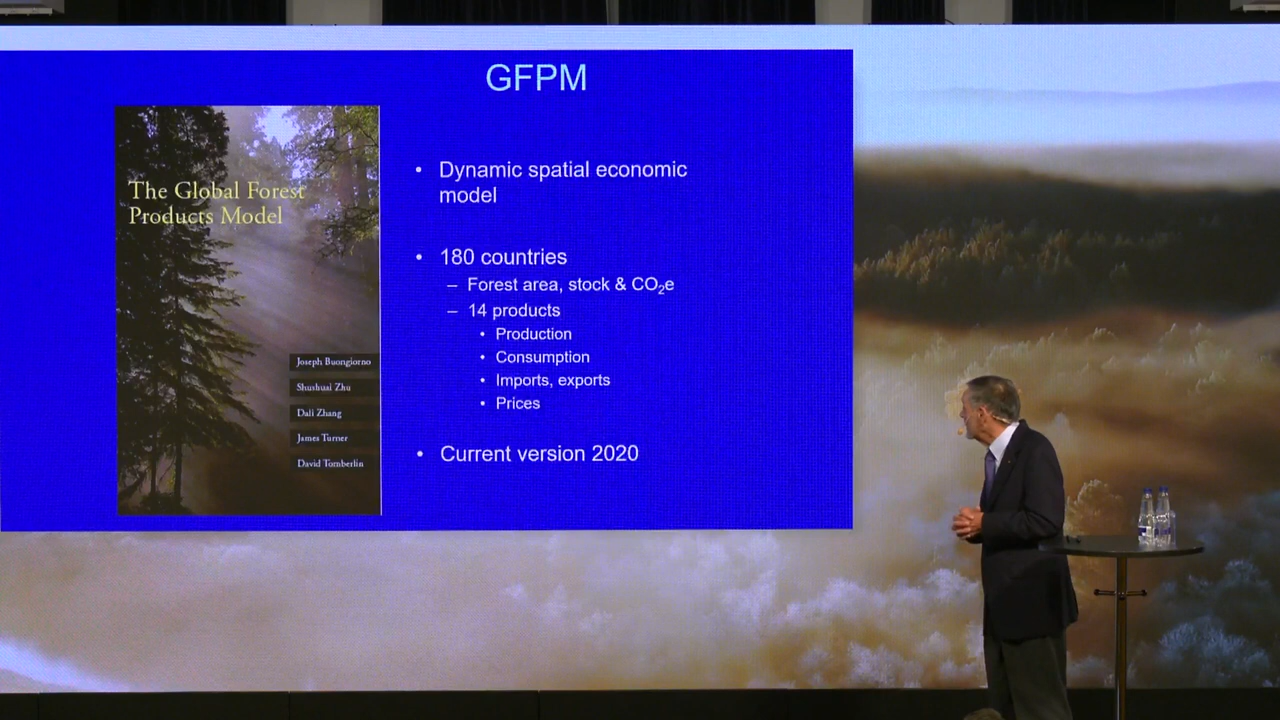 GFPM
The Global Forest
Products Model
Joseph Buongiorno
Shushuai Zhu
Dali Zhang
James Turner
David Tomberlin
• Dynamic spatial economic
model
• 180 countries
– Forest area, stock & CO₂e
– 14 products
• Production
• Consumption
• Imports, exports
• Prices
• Current version 2020